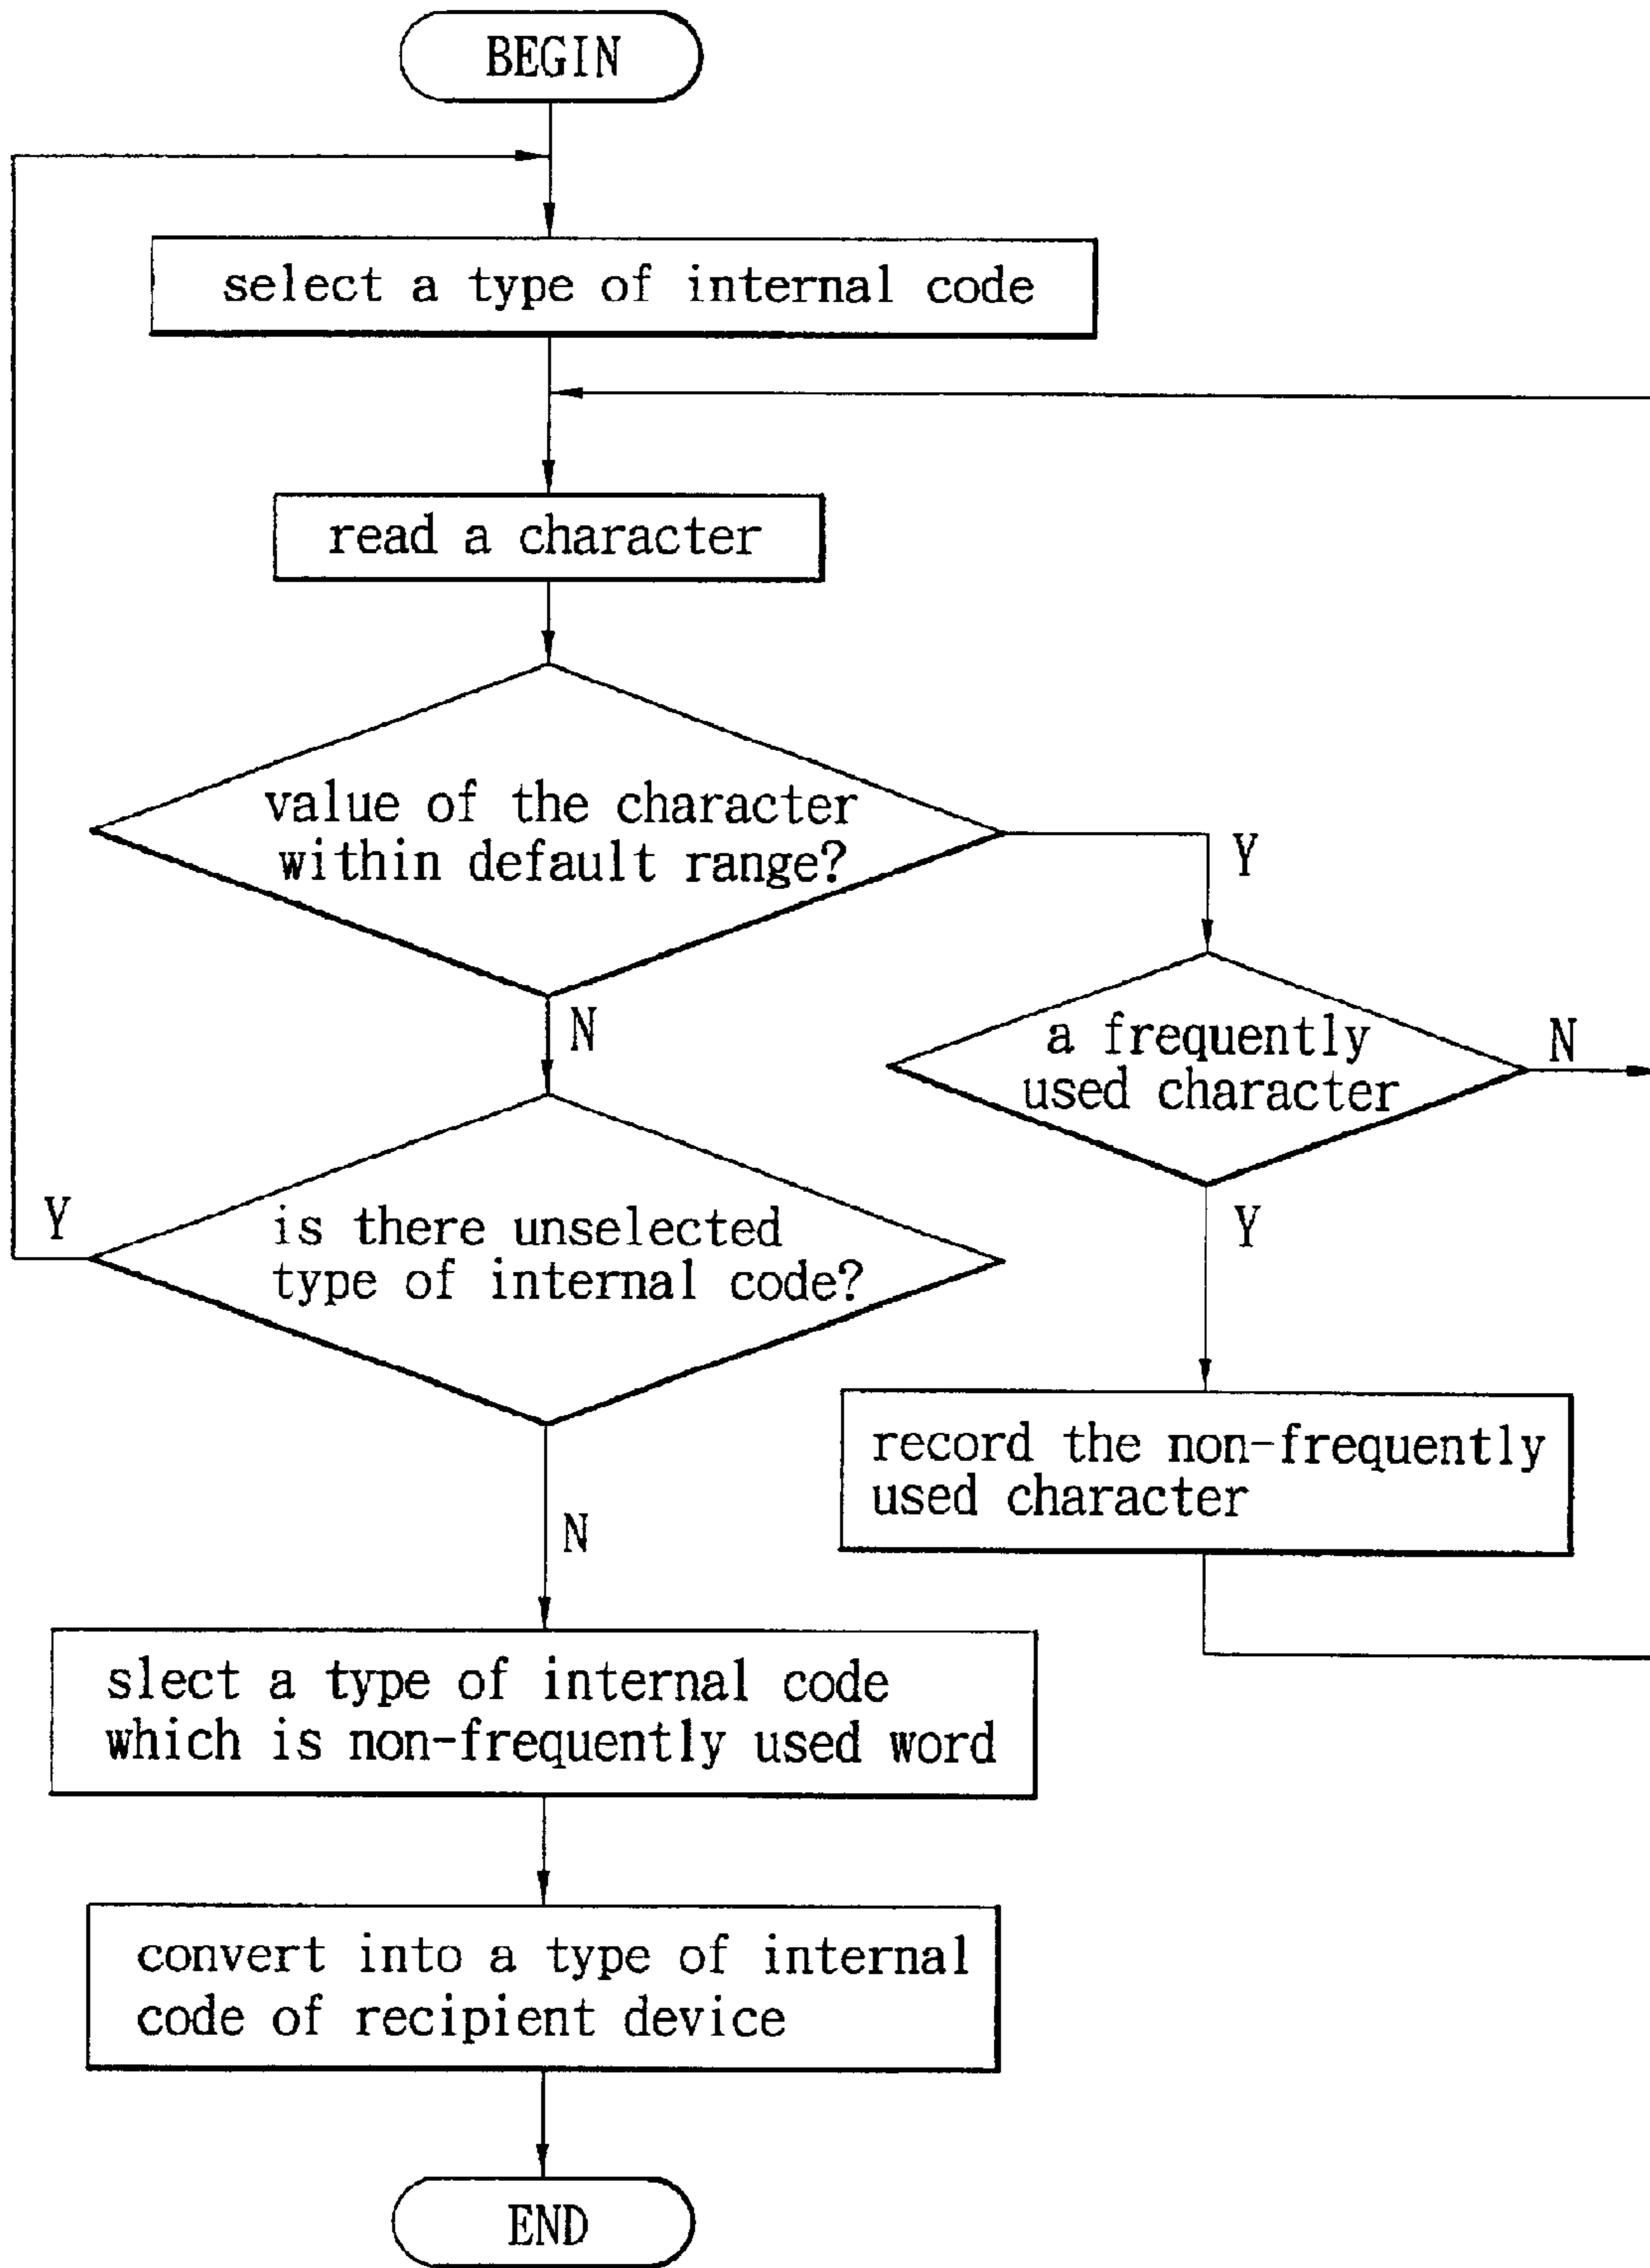 BEGIN
select a type of internal code
read a character
value of the character
within default range?
Y
N
a frequently
used character
N
Y
is there unselected
type of internal code?
Y
record the non-frequently
used character
N
slect a type of internal code
which is non-frequently used word
convert into a type of internal
code of recipient device
END